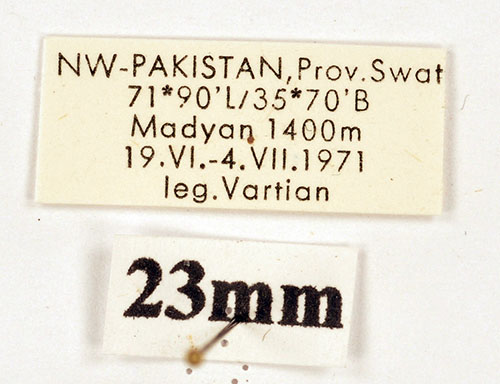 NW-PAKISTAN,Prov.Swat
71*90'L/35*70'B
Madyan 1400m
19.VI.-4.VII.1971
leg.Vartian
23mm